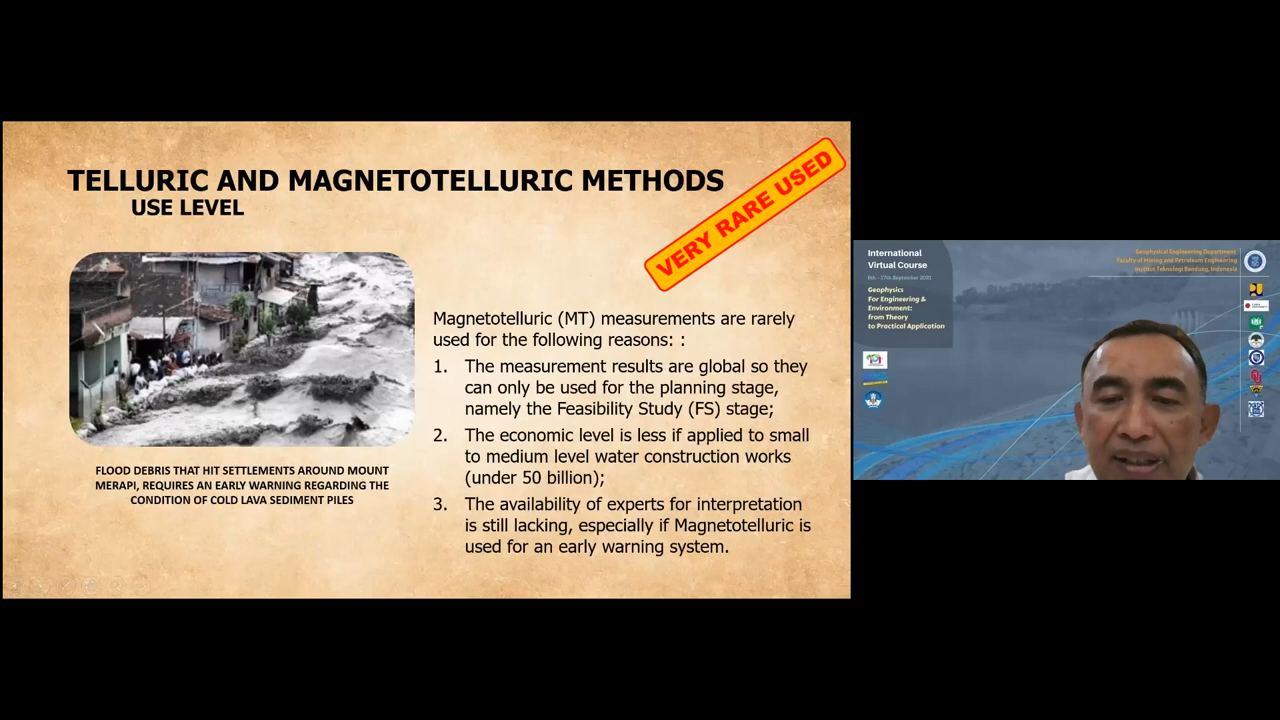 TELLURIC AND MAGNETOTELLURIC METHODS
USE LEVEL
VERY RARE USED
Magnetotelluric (MT) measurements are rarely
used for the following reasons: :
1. The measurement results are global so they
can only be used for the planning stage,
namely the Feasibility Study (FS) stage;
2. The economic level is less if applied to small
to medium level water construction works
(under 50 billion);
3. The availability of experts for interpretation
is still lacking, especially if Magnetotelluric is
used for an early warning system.
FLOOD DEBRIS THAT HIT SETTLEMENTS AROUND MOUNT
MERAPI, REQUIRES AN EARLY WARNING REGARDING THE
CONDITION OF COLD LAVA SEDIMENT PILES
International
Virtual Course
6th - 17th September 2021
Geophysics
For Engineering &
Environment:
from Theory
to Practical Application
Geophysical Engineering Department
Faculty of Mining and Petroleum Engineering
Institut Teknologi Bandung, Indonesia